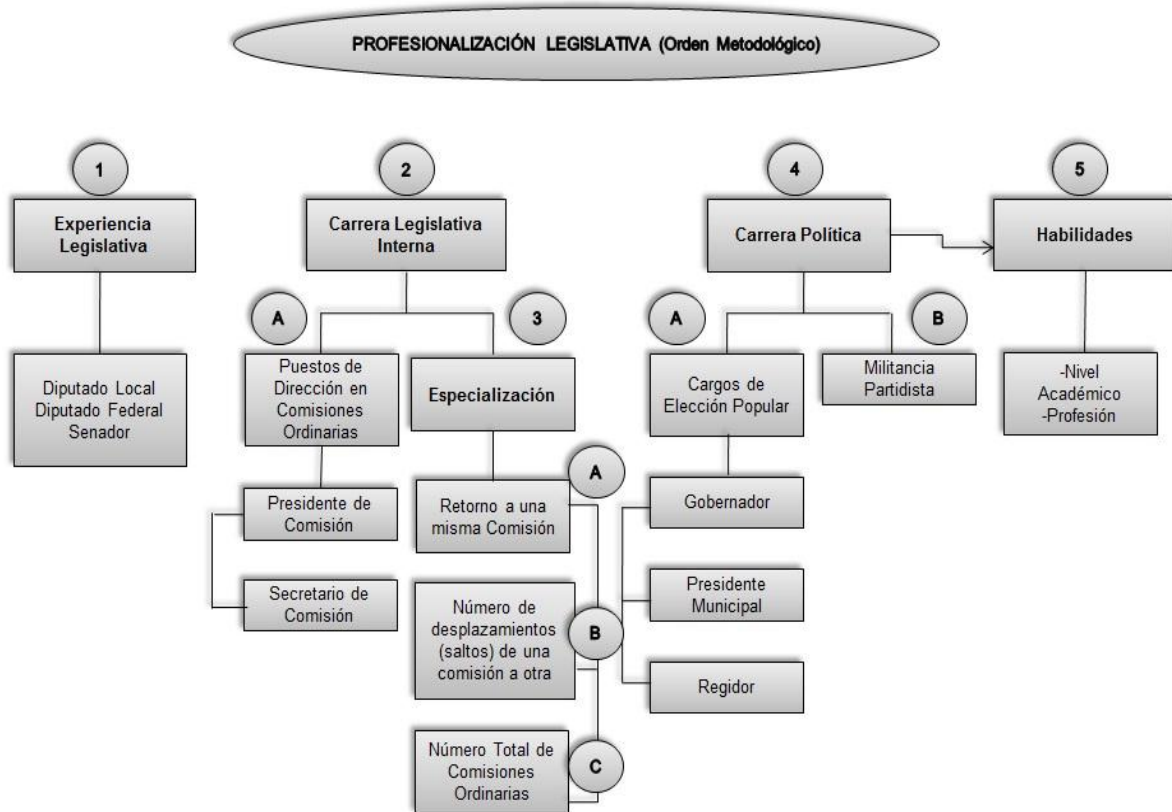 PROFESIONALIZACIÓN LEGISLATIVA (Orden Metodológico)
1
Experiencia
Legislativa
Diputado Local
Diputado Federal
Senador
2
Carrera Legislativa
Interna
A
Puestos de
Dirección en
Comisiones
Ordinarias
Presidente de
Comisión
Secretario de
Comisión
3
Especialización
A
Retorno a una
misma Comisión
Número de
desplazamientos
(saltos) de una
comisión a otra
B
Número Total de
Comisiones
Ordinarias
C
4
Carrera Política
A
Cargos de
Elección Popular
Gobernador
Presidente
Municipal
Regidor
B
Militancia
Partidista
5
Habilidades
-Nivel
Académico
-Profesión